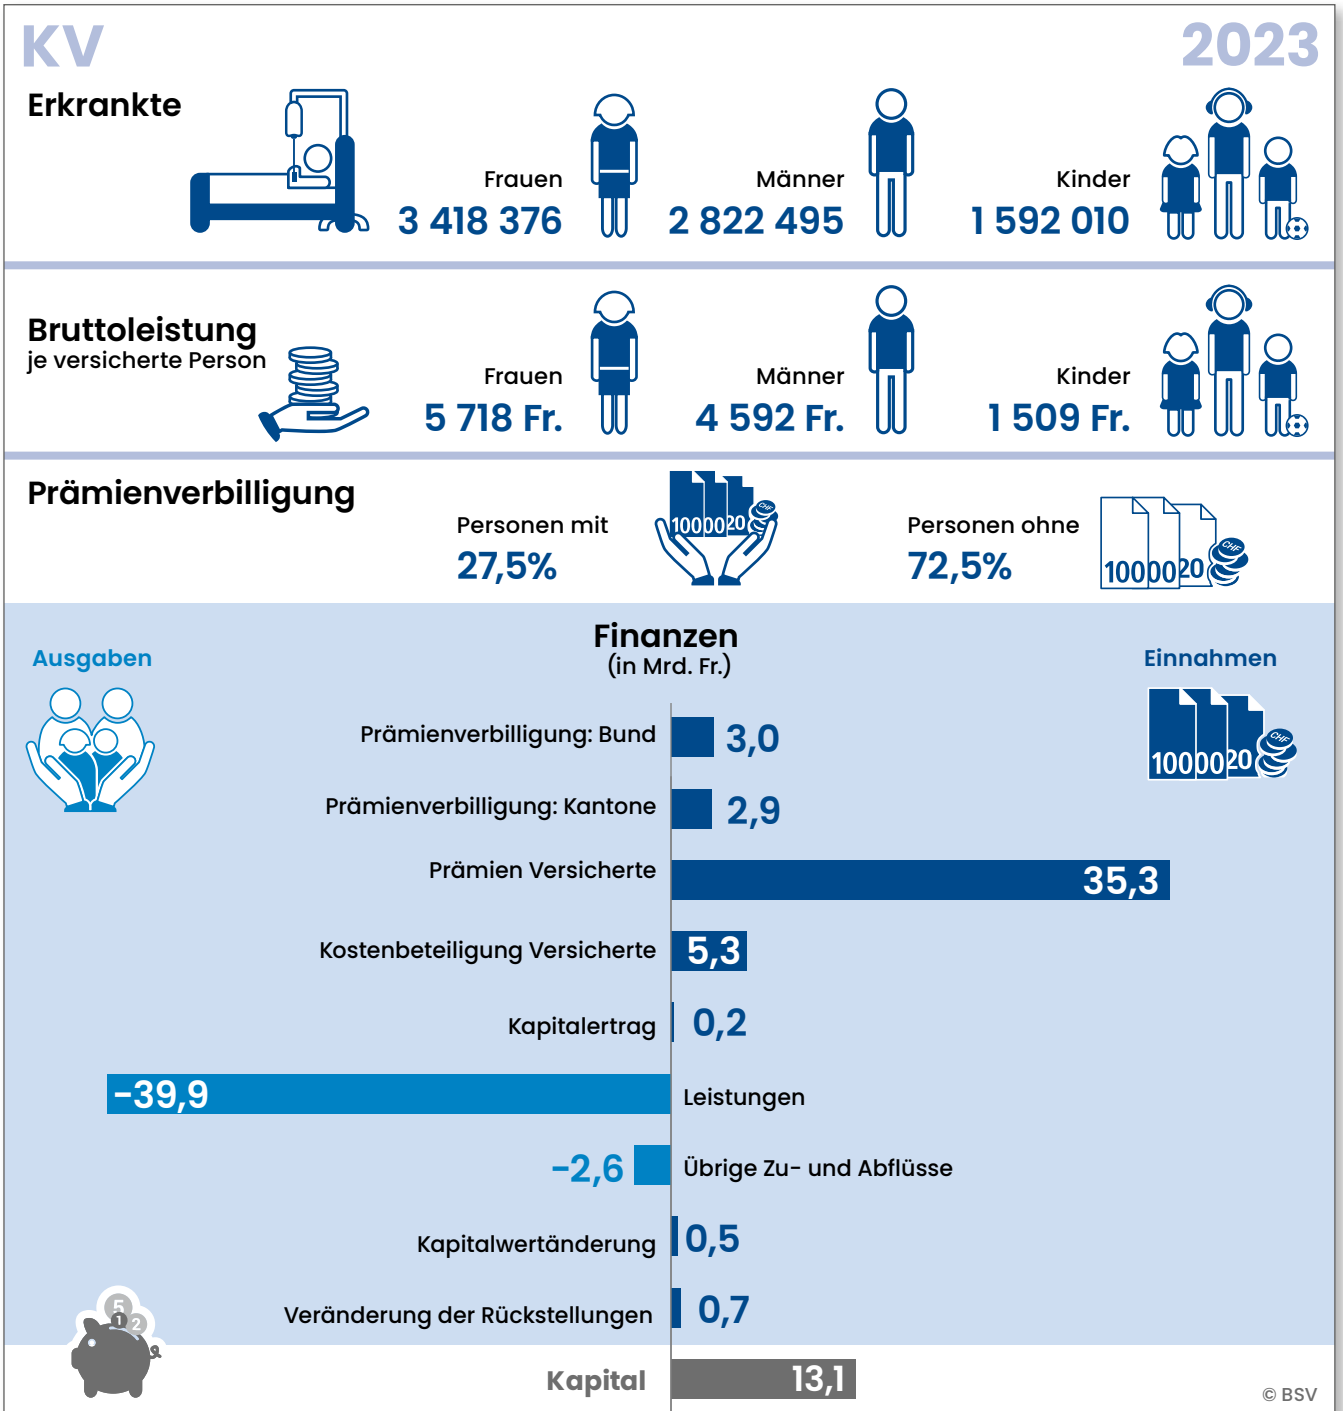 KV
2023
Erkrankte
Frauen
3 418 376
Männer
2 822 495
Kinder
1 592 010
Bruttoleistung
je versicherte Person
Frauen
5 718 Fr.
Männer
4 592 Fr.
Kinder
1 509 Fr.
Prämienverbilligung
Personen mit
27,5%
100 00 20 CHF
Personen ohne
72,5%
100 00 20 CHF
Finanzen
(in Mrd. Fr.)
Ausgaben
Einnahmen
100 00 20 CHF
Prämienverbilligung: Bund 3,0
Prämienverbilligung: Kantone 2,9
Prämien Versicherte 35,3
Kostenbeteiligung Versicherte 5,3
Kapitalertrag 0,2
-39,9 Leistungen
-2,6 Übrige Zu- und Abflüsse
Kapitalwertänderung 0,5
Veränderung der Rückstellungen 0,7
5
1 2
Kapital 13,1
© BSV